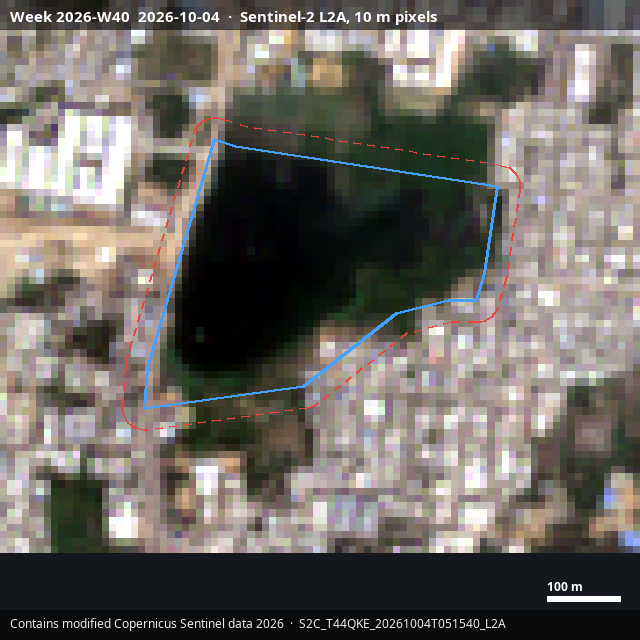 Week 2026-W40  2026-10-04  ·  Sentinel-2 L2A, 10 m pixels
100 m
Contains modified Copernicus Sentinel data 2026  ·  S2C_T44QKE_20261004T051540_L2A